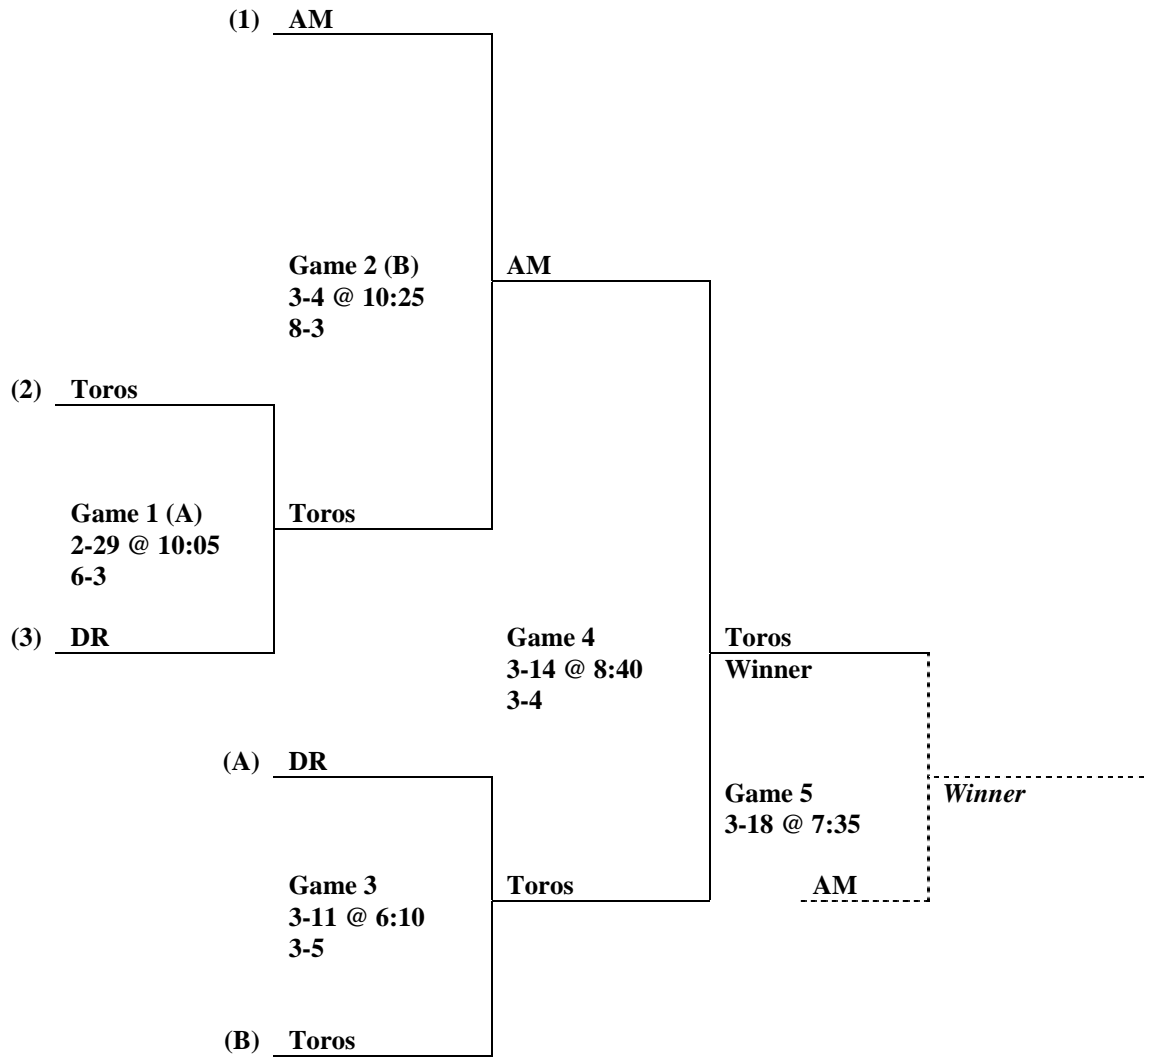 (1) AM
Game 2 (B) AM
3-4 @ 10:25
8-3
(2) Toros
Game 1 (A) Toros
2-29 @ 10:05
6-3
(3) DR
Game 4 Toros
3-14 @ 8:40 Winner
3-4
(A) DR
Game 5 Winner
3-18 @ 7:35
Game 3 Toros AM
3-11 @ 6:10
3-5
(B) Toros